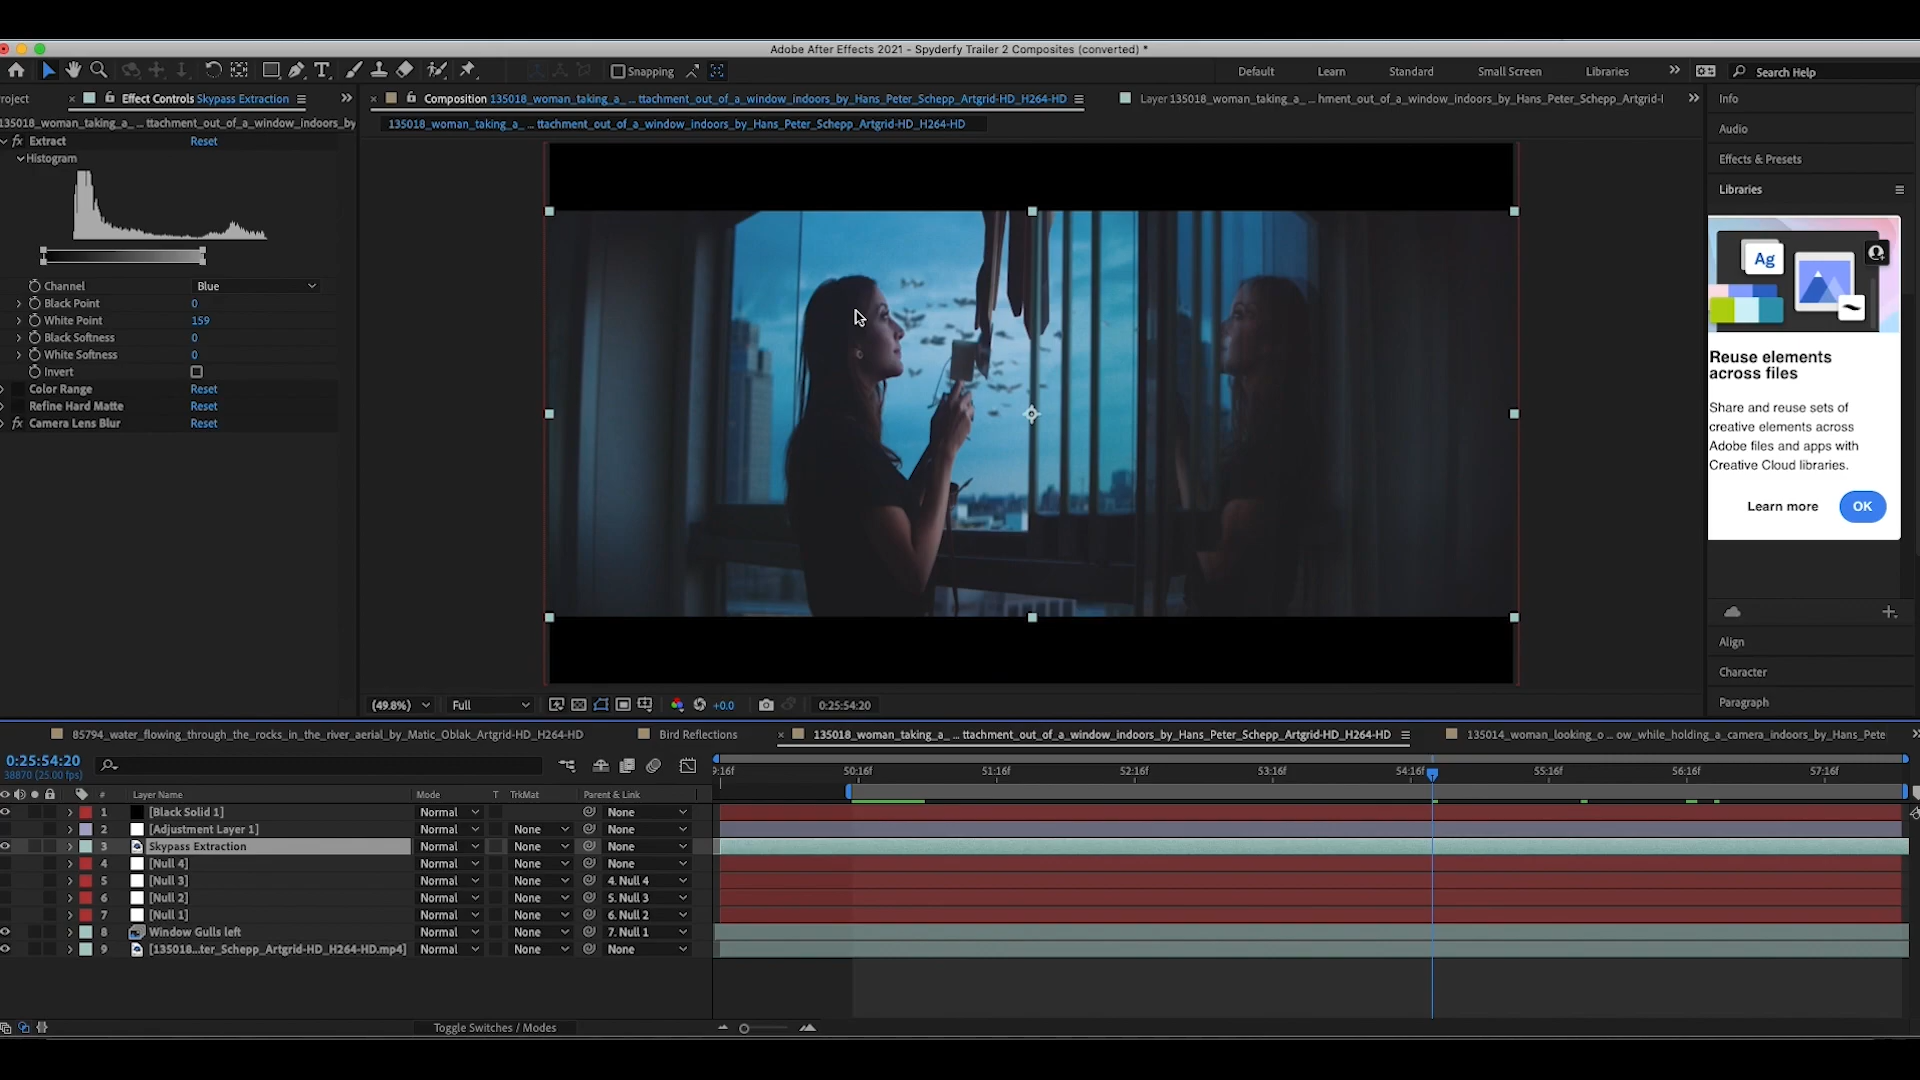 Adobe After Effects 2021 - Spyderfy Trailer 2 Composites (converted) *
Snapping
Default
Learn
Standard
Small Screen
Libraries
Search Help
roject
Effect Controls Skypass Extraction
Composition 135018_woman_taking_a_ ... ttachment_out_of_a_window_indoors_by_Hans_Peter_Schepp_Artgrid-HD_H264-HD
Layer 135018_woman_taking_a_ ... hment_out_of_a_window_indoors_by_Hans_Peter_Schepp_Artgrid-I
135018_woman_taking_a_ ... ttachment_out_of_a_window_indoors_by
135018_woman_taking_a_ ... ttachment_out_of_a_window_indoors_by_Hans_Peter_Schepp_Artgrid-HD_H264-HD
fx Extract Reset
Histogram
Channel Blue
Black Point 0
White Point 159
Black Softness 0
White Softness 0
Invert
Color Range Reset
Refine Hard Matte Reset
fx Camera Lens Blur Reset
Info
Audio
Effects & Presets
Libraries
Ag
Reuse elements
across files
Share and reuse sets of
creative elements across
Adobe files and apps with
Creative Cloud libraries.
Learn more OK
Align
Character
Paragraph
(49.8%) Full +0.0 0:25:54:20
85794_water_flowing_through_the_rocks_in_the_river_aerial_by_Matic_Oblak_Artgrid-HD_H264-HD
Bird Reflections
135018_woman_taking_a_ ... ttachment_out_of_a_window_indoors_by_Hans_Peter_Schepp_Artgrid-HD_H264-HD
135014_woman_looking_o ... ow_while_holding_a_camera_indoors_by_Hans_Pete
0:25:54:20
38870 (25.00 fps)
9:16f 50:16f 51:16f 52:16f 53:16f 54:16f 55:16f 56:16f 57:16f
# Layer Name Mode T TrkMat Parent & Link
1 [Black Solid 1] Normal None
2 [Adjustment Layer 1] Normal None None
3 Skypass Extraction Normal None None
4 [Null 4] Normal None None
5 [Null 3] Normal None 4. Null 4
6 [Null 2] Normal None 5. Null 3
7 [Null 1] Normal None 6. Null 2
8 Window Gulls left Normal None 7. Null 1
9 [135018...ter_Schepp_Artgrid-HD_H264-HD.mp4] Normal None None
Toggle Switches / Modes